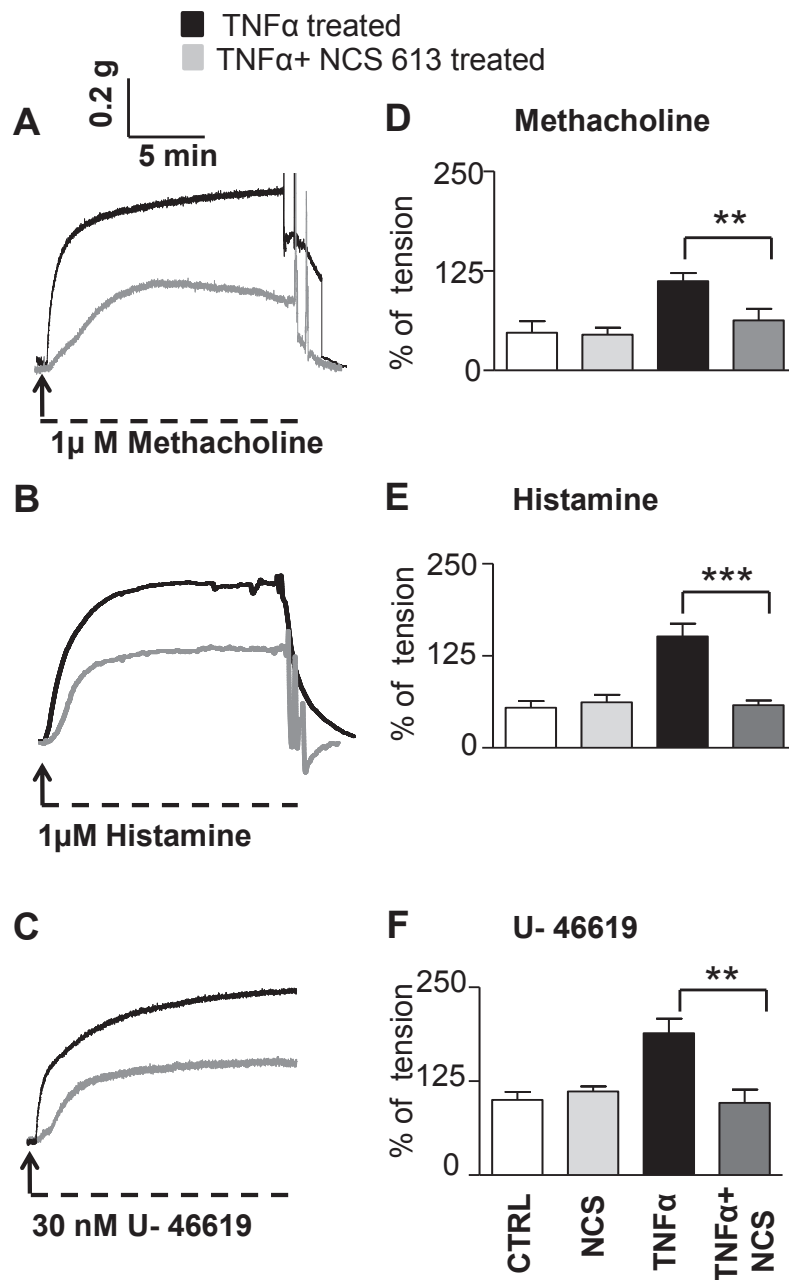 TNFα treated
TNFα+ NCS 613 treated
0.2 g
5 min
A
1µ M Methacholine
D
Methacholine
% of tension
250
125
0
**
B
1µM Histamine
E
Histamine
% of tension
250
125
0
***
C
30 nM U- 46619
F
U- 46619
% of tension
250
125
0
**
CTRL
NCS
TNFα
TNFα+
NCS